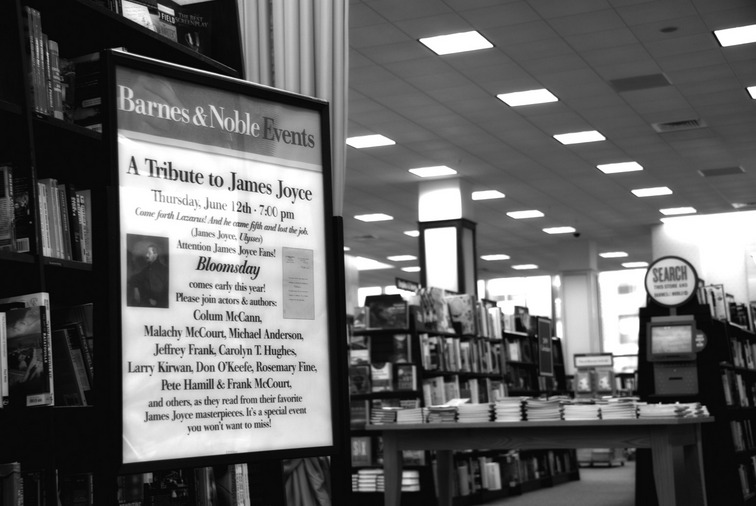 Barnes & Noble Events
A Tribute to James Joyce
Thursday, June 12th - 7:00 pm
Come forth Lazarus! And he came fifth and lost the job.
(James Joyce, Ulysses)
Attention James Joyce Fans!
Bloomsday
comes early this year!
Please join actors & authors:
Colum McCann,
Malachy McCourt, Michael Anderson,
Jeffrey Frank, Carolyn T. Hughes,
Larry Kirwan, Don O'Keefe, Rosemary Fine,
Pete Hamill & Frank McCourt,
and others, as they read from their favorite
James Joyce masterpieces. It's a special event
you won't want to miss!
SEARCH
THIS STORE AND